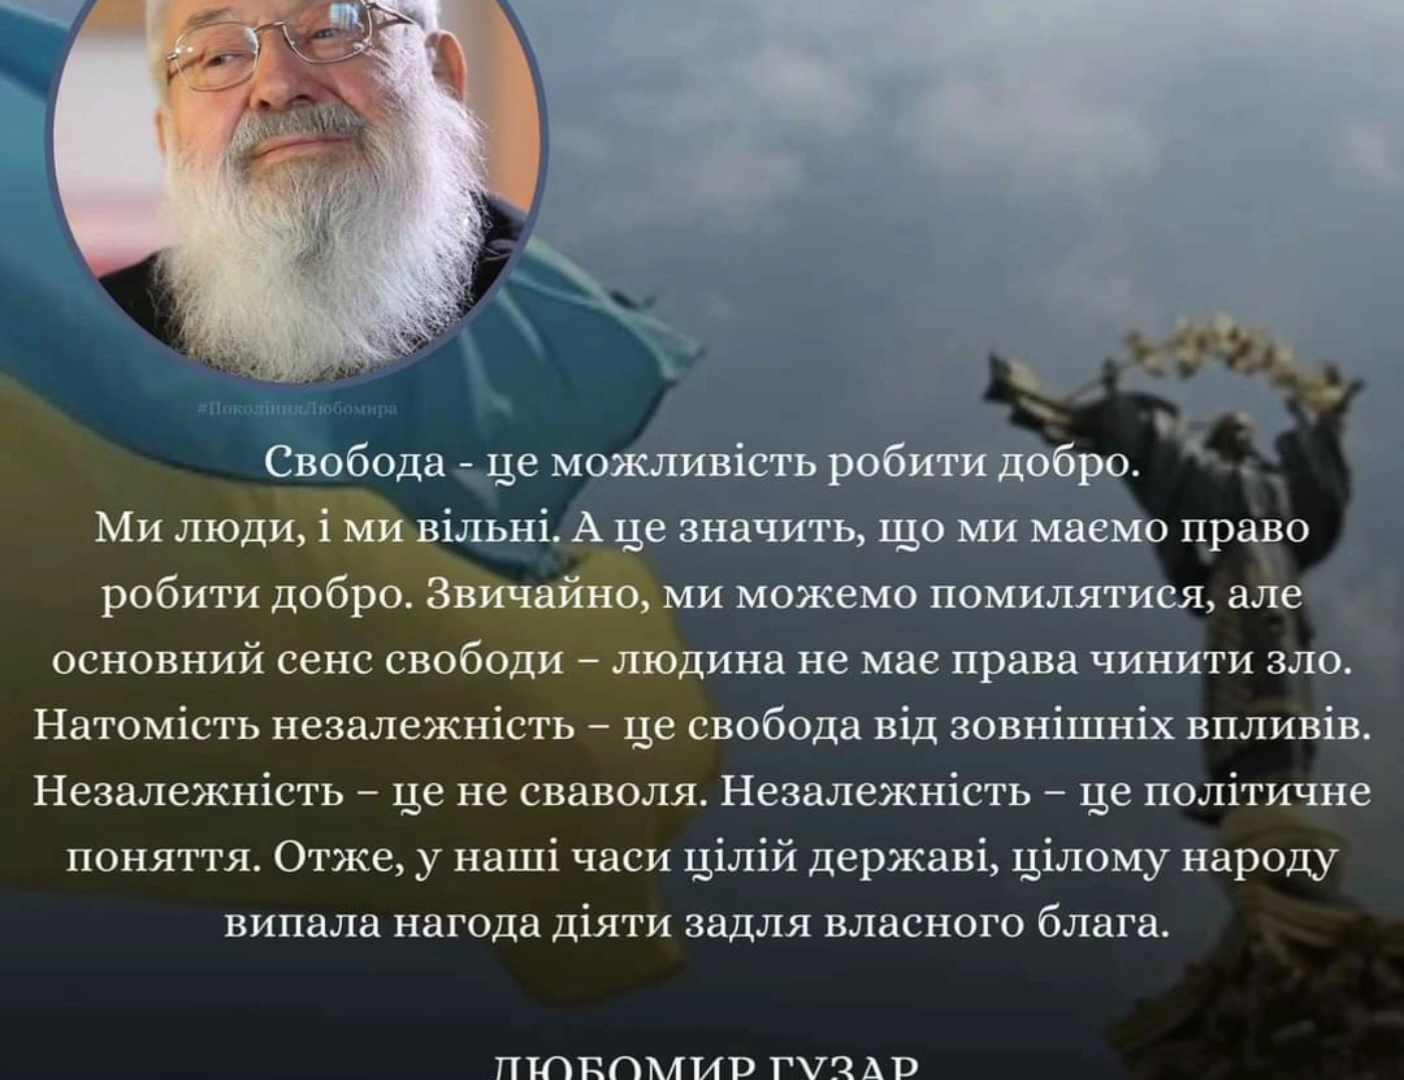 #ПоколінняЛюбомира
Свобода - це можливість робити добро.
Ми люди, і ми вільні. А це значить, що ми маємо право
робити добро. Звичайно, ми можемо помилятися, але
основний сенс свободи – людина не має права чинити зло.
Натомість незалежність – це свобода від зовнішніх впливів.
Незалежність – це не сваволя. Незалежність – це політичне
поняття. Отже, у наші часи цілій державі, цілому народу
випала нагода діяти задля власного блага.
ЛЮБОМИР ГУЗАР